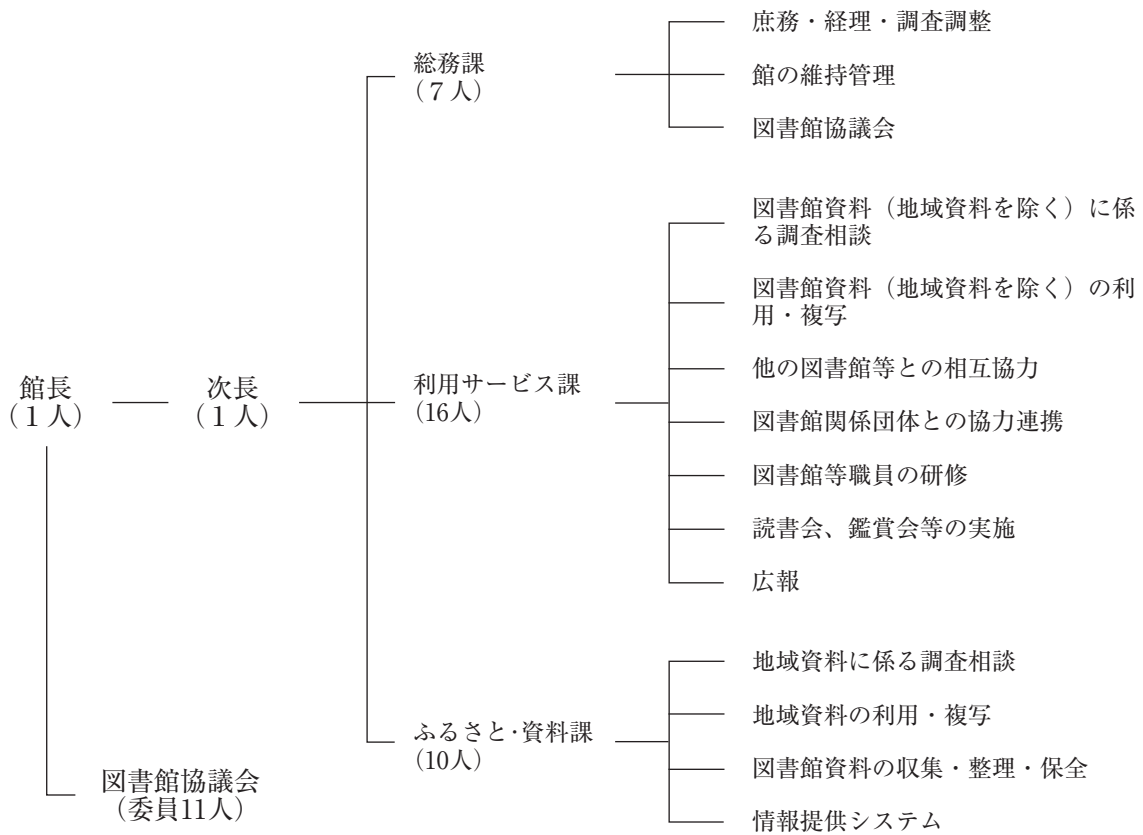 館長
(1人)
次長
(1人)
図書館協議会
(委員11人)
総務課
(7人)
庶務・経理・調査調整
館の維持管理
図書館協議会
利用サービス課
(16人)
図書館資料(地域資料を除く)に係
る調査相談
図書館資料(地域資料を除く)の利
用・複写
他の図書館等との相互協力
図書館関係団体との協力連携
図書館等職員の研修
読書会、鑑賞会等の実施
広報
ふるさと・資料課
(10人)
地域資料に係る調査相談
地域資料の利用・複写
図書館資料の収集・整理・保全
情報提供システム